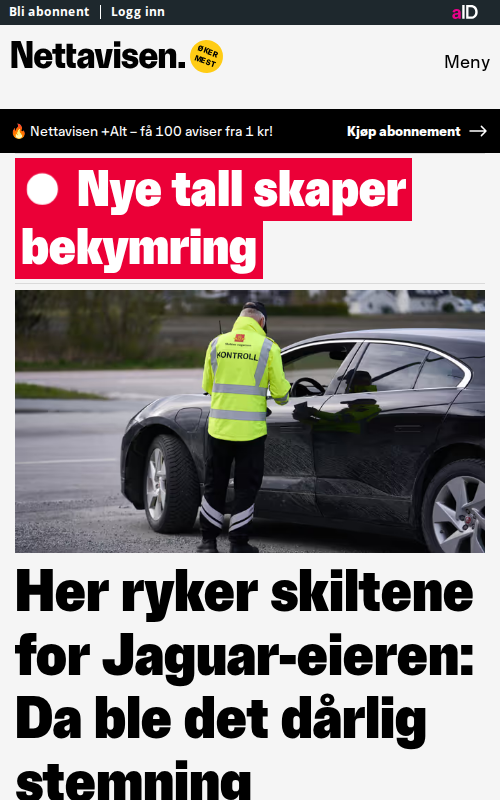 Bli abonnent | Logg inn
aID
Nettavisen.
ØKER
MEST
Meny
🔥 Nettavisen +Alt – få 100 aviser fra 1 kr!
Kjøp abonnement →
Nye tall skaper
bekymring
KONTROLL
Her ryker skiltene
for Jaguar-eieren:
Da ble det dårlig
stemning